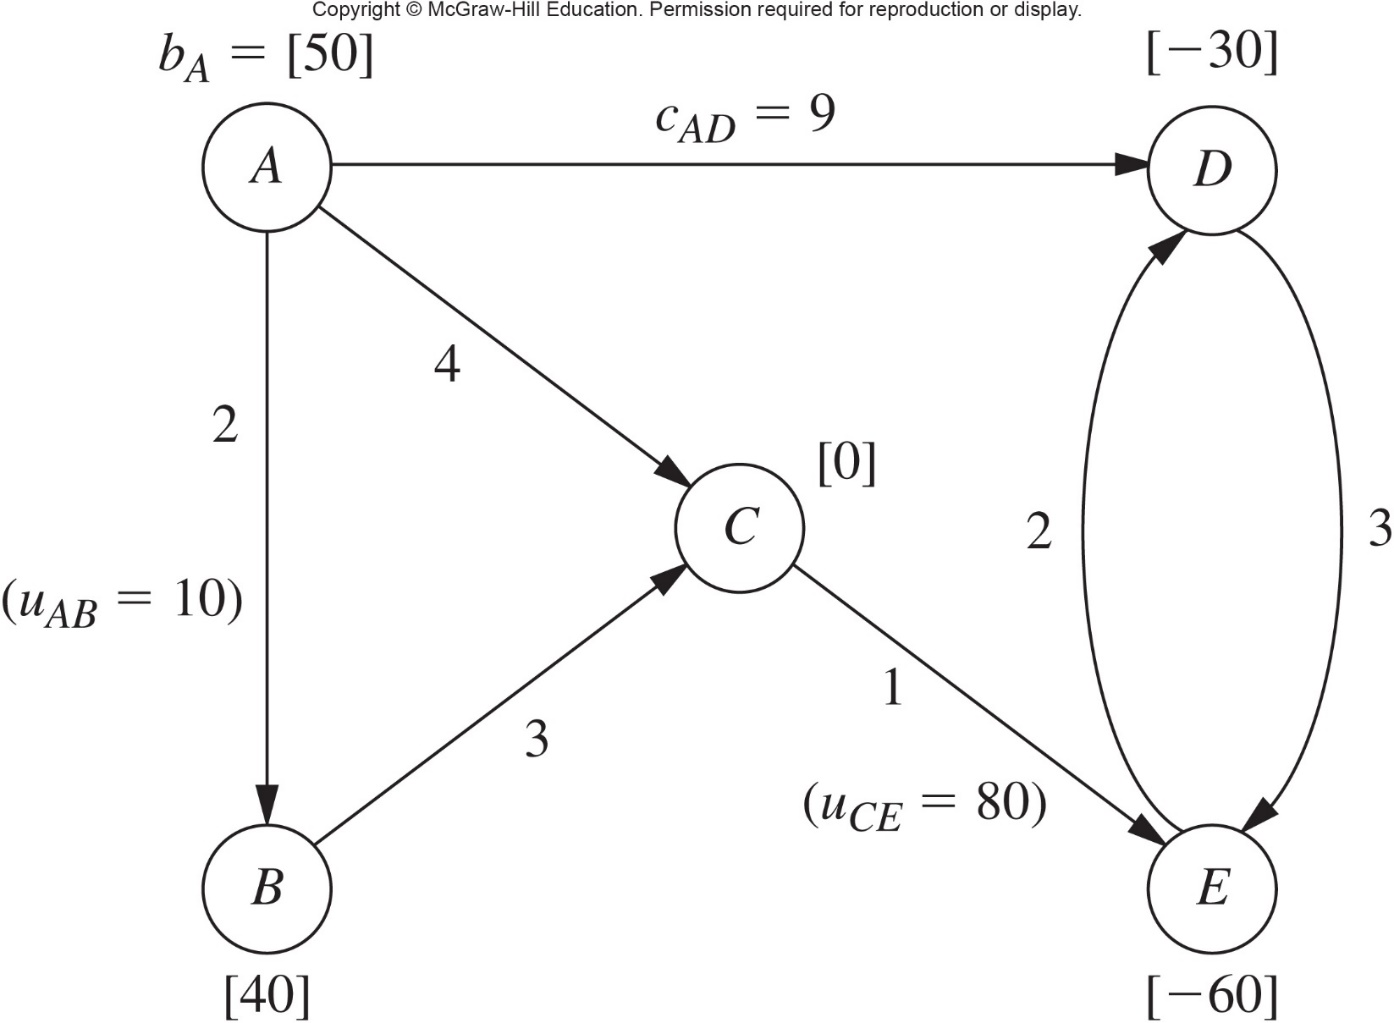 Copyright © McGraw-Hill Education. Permission required for reproduction or display.
b_A = [50]
[−30]
c_AD = 9
A
D
4
2
[0]
C
2
3
(u_AB = 10)
1
3
(u_CE = 80)
B
E
[40]
[−60]